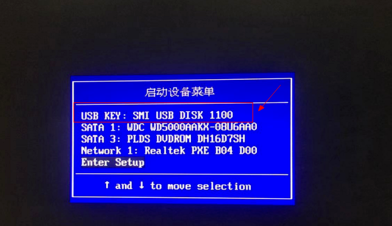 启动设备菜单
USB KEY: SMI USB DISK 1100
SATA 1: WDC WD5000AAKX-08U6AA0
SATA 3: PLDS DVDROM DH16D7SH
Network 1: Realtek PXE B04 D00
Enter Setup
↑ and ↓ to move selection